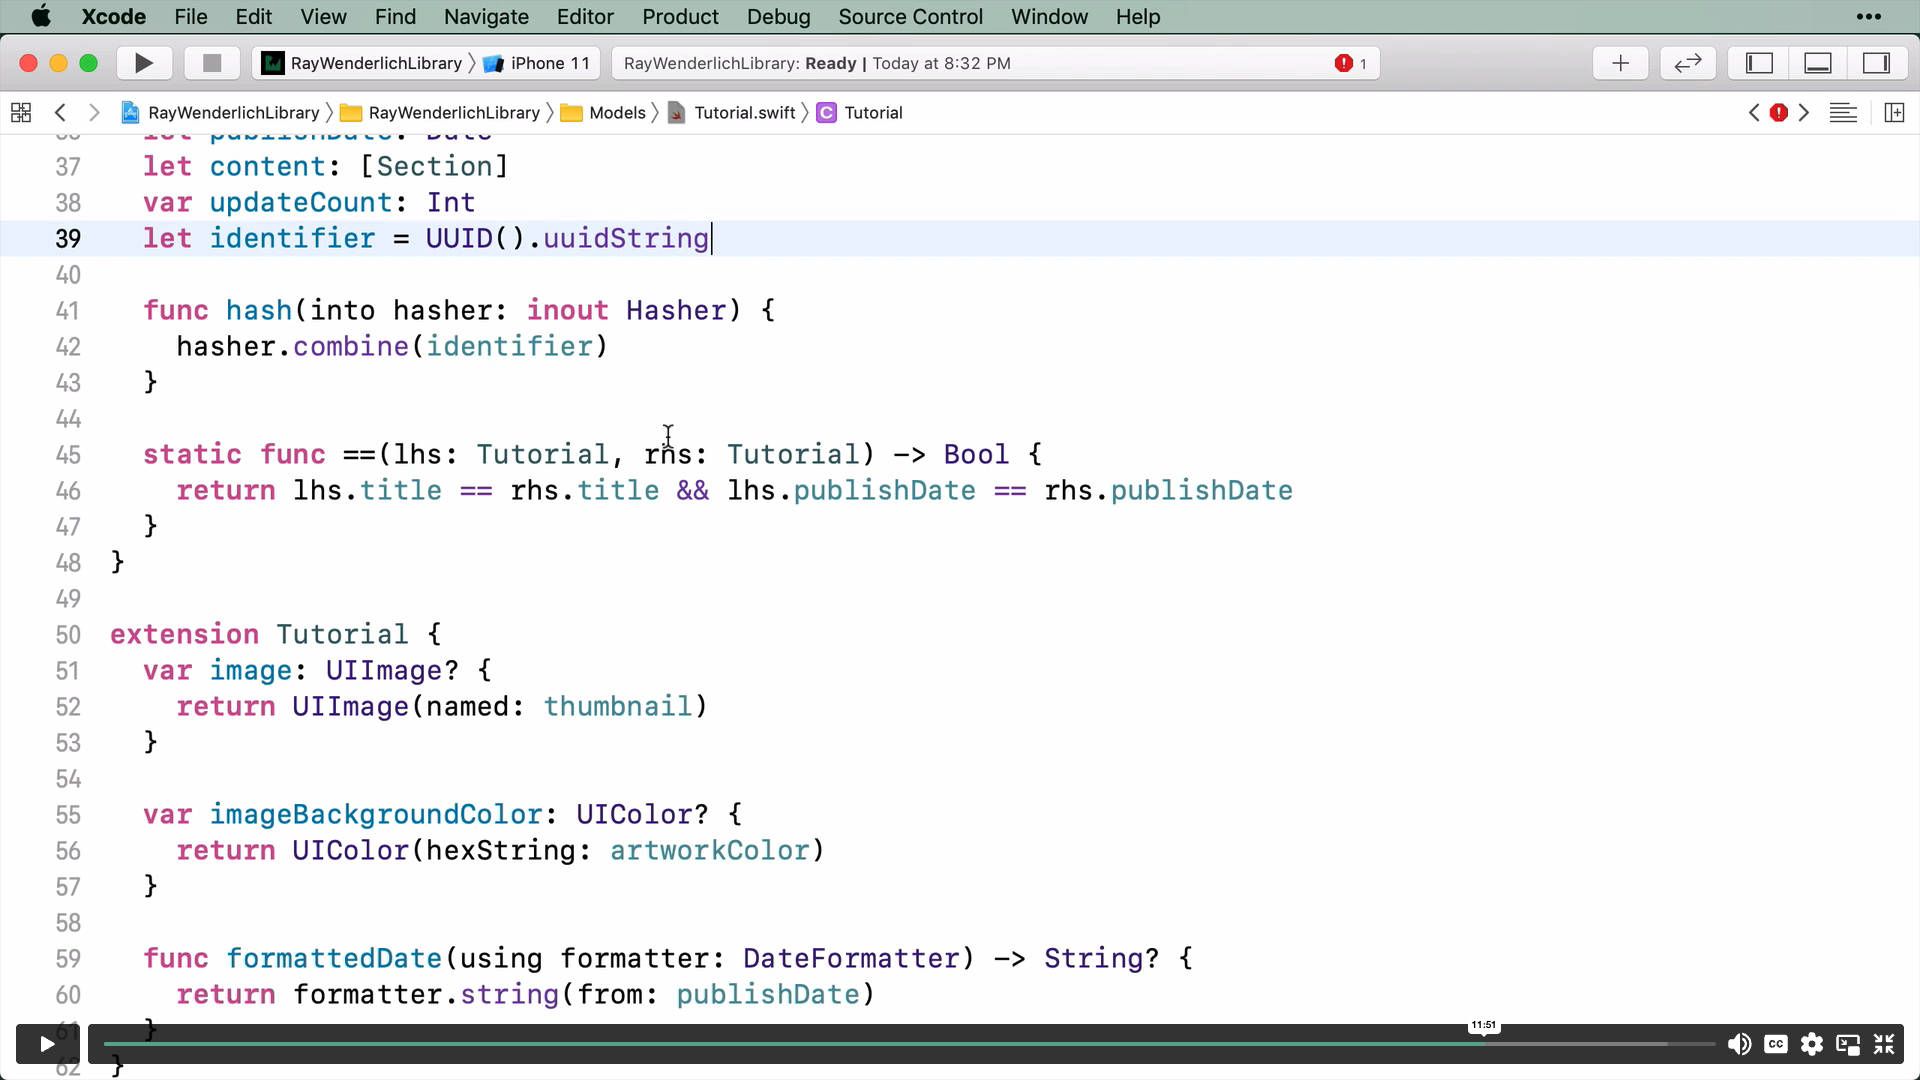 Xcode File Edit View Find Navigate Editor Product Debug Source Control Window Help
RayWenderlichLibrary iPhone 11 RayWenderlichLibrary: Ready | Today at 8:32 PM 1
RayWenderlichLibrary RayWenderlichLibrary Models Tutorial.swift C Tutorial
let publishDate: Date
37 let content: [Section]
38 var updateCount: Int
39 let identifier = UUID().uuidString
40
41 func hash(into hasher: inout Hasher) {
42 hasher.combine(identifier)
43 }
44
45 static func ==(lhs: Tutorial, rhs: Tutorial) -> Bool {
46 return lhs.title == rhs.title && lhs.publishDate == rhs.publishDate
47 }
48 }
49
50 extension Tutorial {
51 var image: UIImage? {
52 return UIImage(named: thumbnail)
53 }
54
55 var imageBackgroundColor: UIColor? {
56 return UIColor(hexString: artworkColor)
57 }
58
59 func formattedDate(using formatter: DateFormatter) -> String? {
60 return formatter.string(from: publishDate)
61 }
11:51
CC
62 }